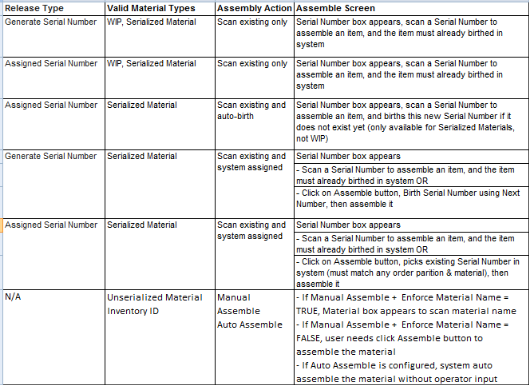 Release Type Valid Material Types Assembly Action Assemble Screen
Generate Serial Number WIP, Serialized Material Scan existing only Serial Number box appears, scan a Serial Number to
assemble an item, and the item must already birthed in
system
Assigned Serial Number WIP, Serialized Material Scan existing only Serial Number box appears, scan a Serial Number to
assemble an item, and the item must already birthed in
system
Assigned Serial Number Serialized Material Scan existing and Serial Number box appears, scan a Serial Number to
auto-birth assemble an item, and births this new Serial Number if it
does not exist yet (only available for Serialized Materials,
not WIP)
Generate Serial Number Serialized Material Scan existing and Serial Number box appears
system assigned - Scan a Serial Number to assemble an item, and the item
must already birthed in system OR
- Click on Assemble button, Birth Serial Number using Next
Number, then assemble it
Assigned Serial Number Serialized Material Scan existing and Serial Number box appears
system assigned - Scan a Serial Number to assemble an item, and the item
must already birthed in system OR
- Click on Assemble button, picks existing Serial Number in
system (must match any order parition & material), then
assemble it
N/A Unserialized Material Manual - If Manual Assemble + Enforce Material Name =
Inventory ID Assemble TRUE, Material box appears to scan material name
Auto Assemble - If Manual Assemble + Enforce Material Name =
FALSE, user needs click Assemble button to
assemble the material
- If Auto Assemble is configured, system auto
assemble the material without operator input